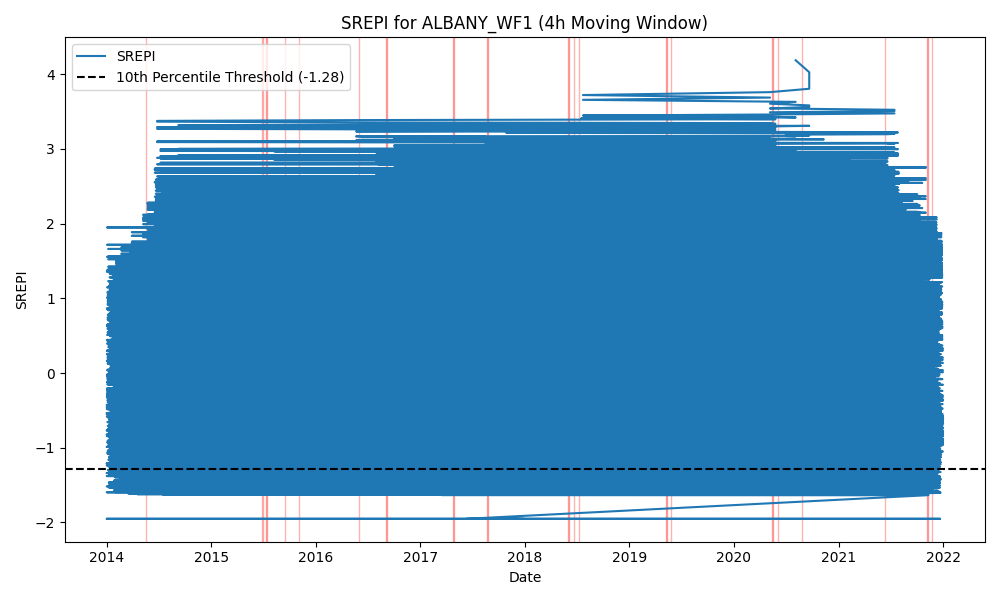 SREPI for ALBANY_WF1 (4h Moving Window)
SREPI
10th Percentile Threshold (-1.28)
SREPI
4
3
2
1
0
−1
−2
2014 2015 2016 2017 2018 2019 2020 2021 2022
Date